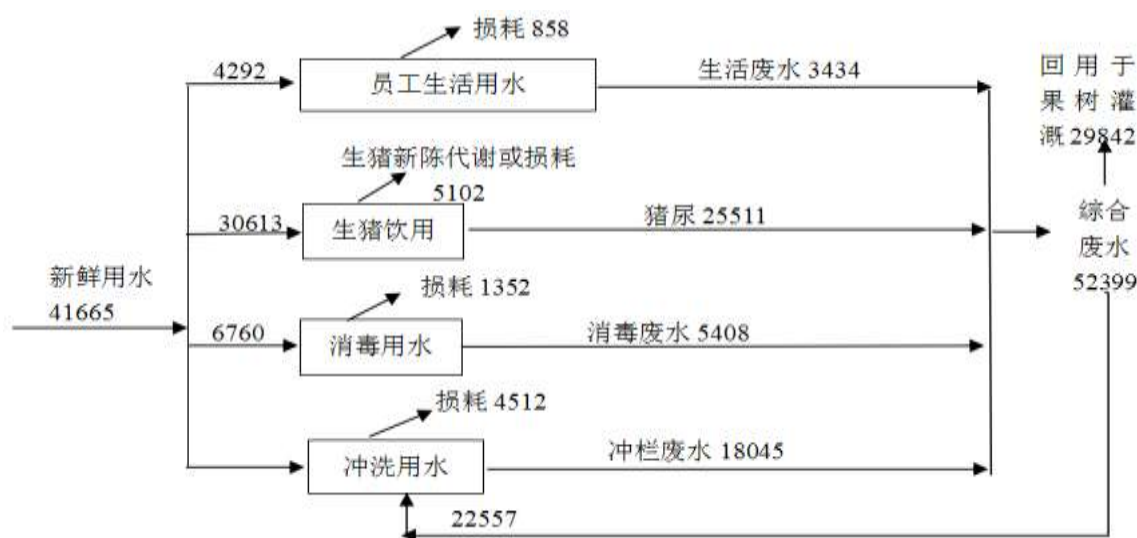 损耗 858
4292
员工生活用水
生活废水 3434
回用于
果树灌
溉 29842
生猪新陈代谢或损耗
5102
30613
生猪饮用
猪尿 25511
综合
废水
52399
新鲜用水
41665
损耗 1352
6760
消毒用水
消毒废水 5408
损耗 4512
冲洗用水
冲栏废水 18045
22557